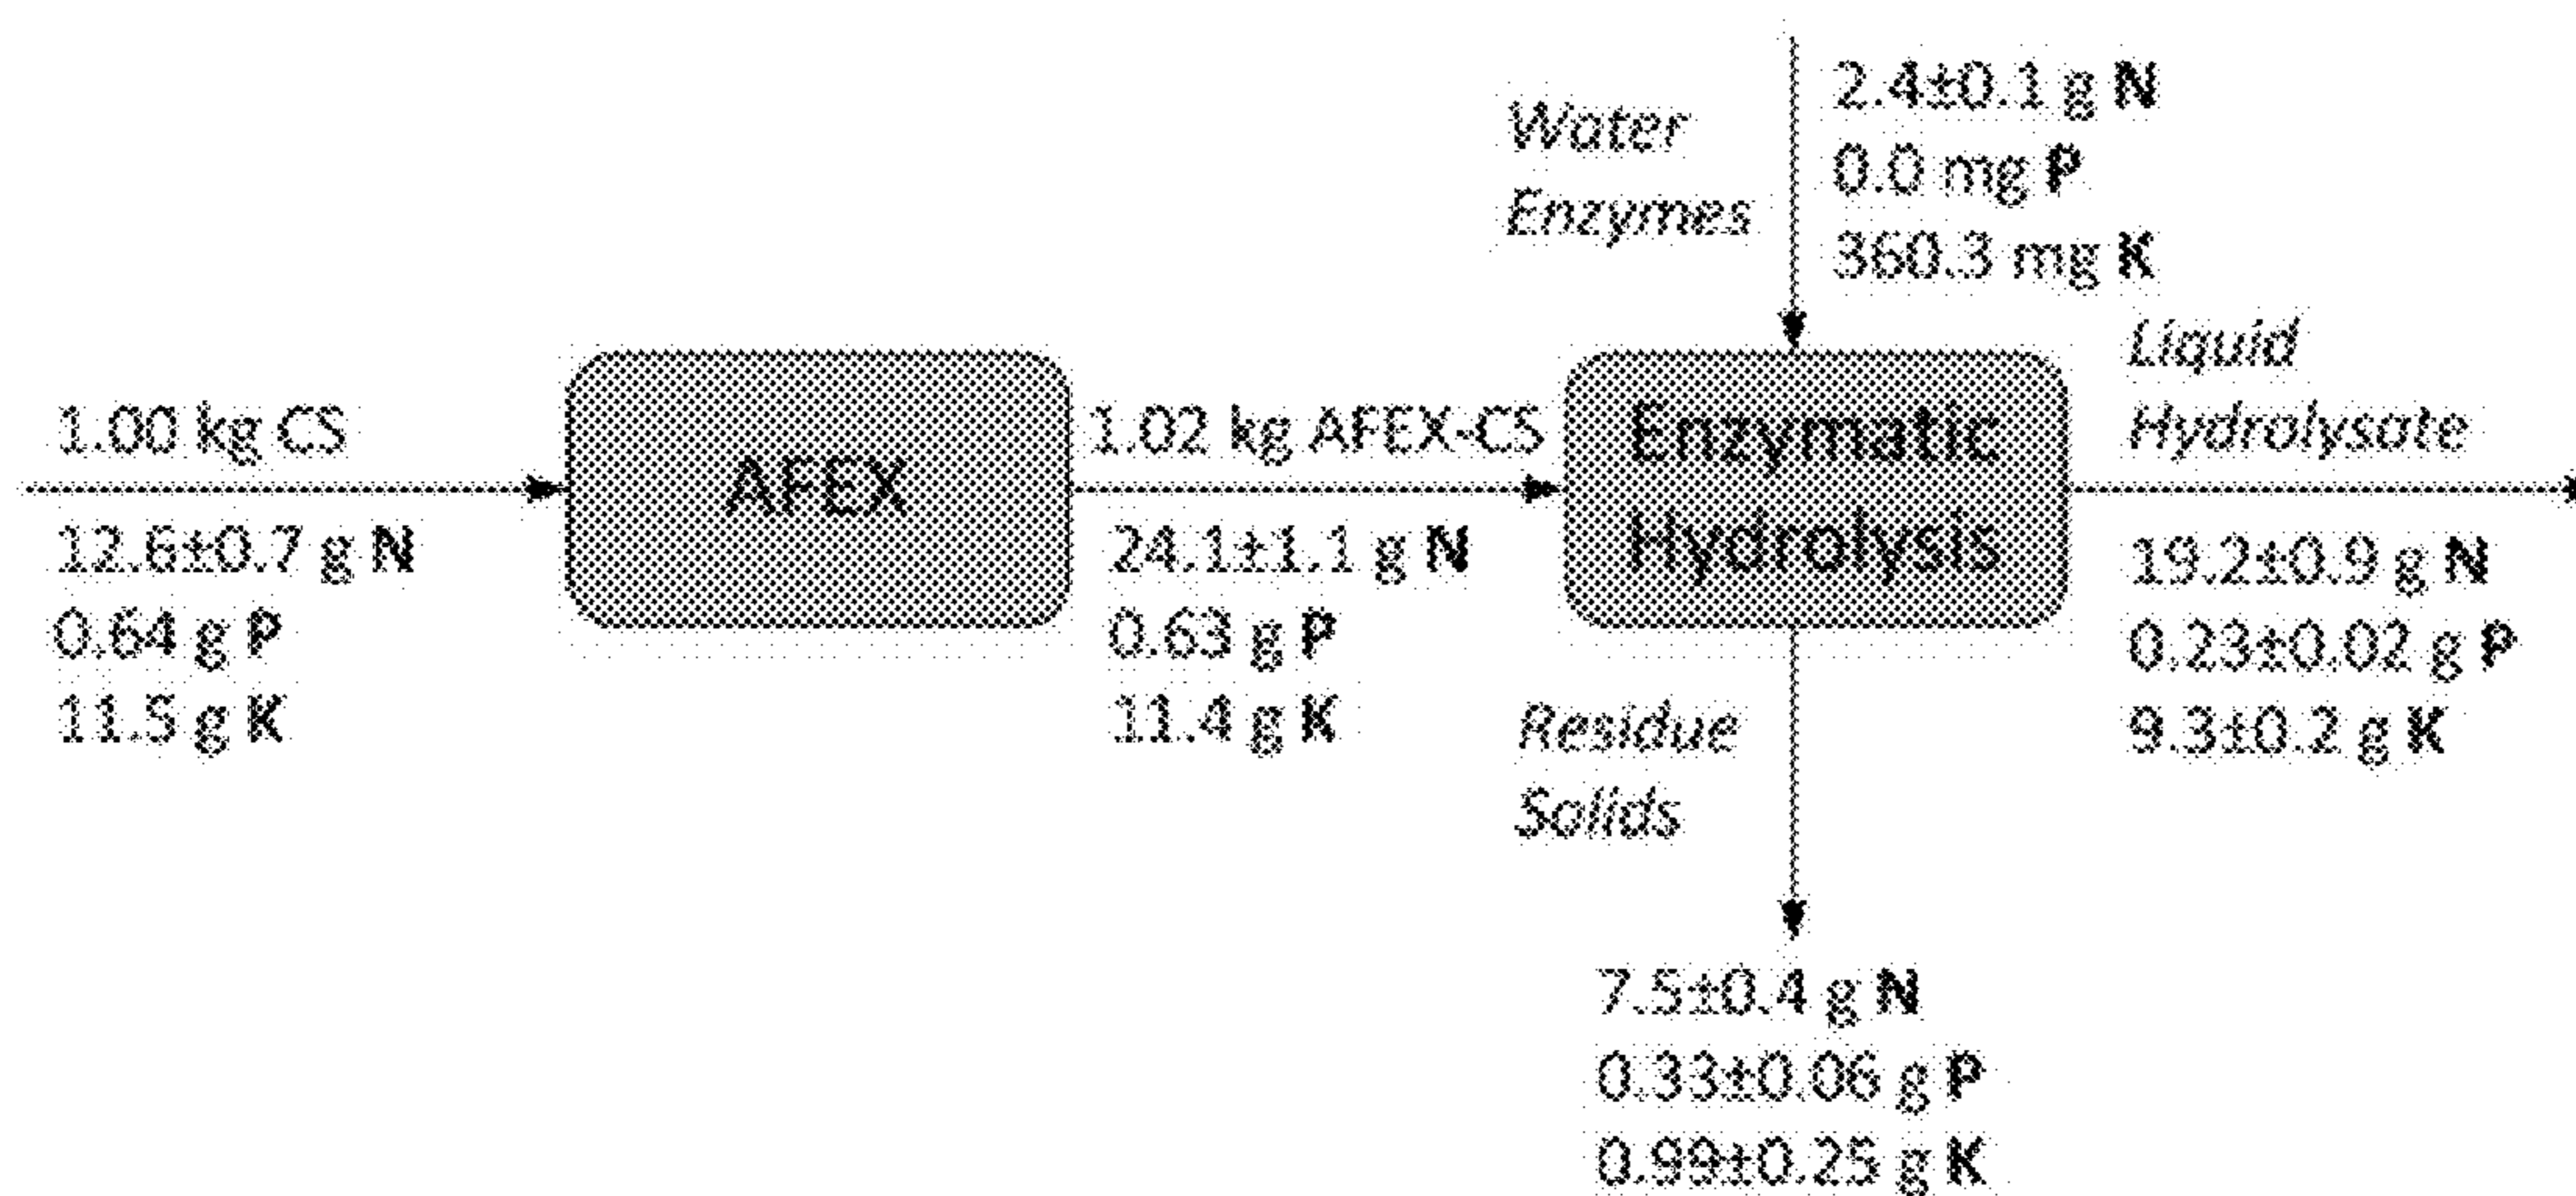 1.00 kg CS
12.6±0.7 g N
0.64 g P
11.5 g K
AFEX
1.02 kg AFEX-CS
24.1±1.1 g N
0.63 g P
11.4 g K
Water
Enzymes
2.4±0.1 g N
0.0 mg P
360.3 mg K
Enzymatic
Hydrolysis
Liquid
Hydrolysate
19.2±0.9 g N
0.23±0.02 g P
9.3±0.2 g K
Residue
Solids
7.5±0.4 g N
0.33±0.06 g P
0.99±0.25 g K